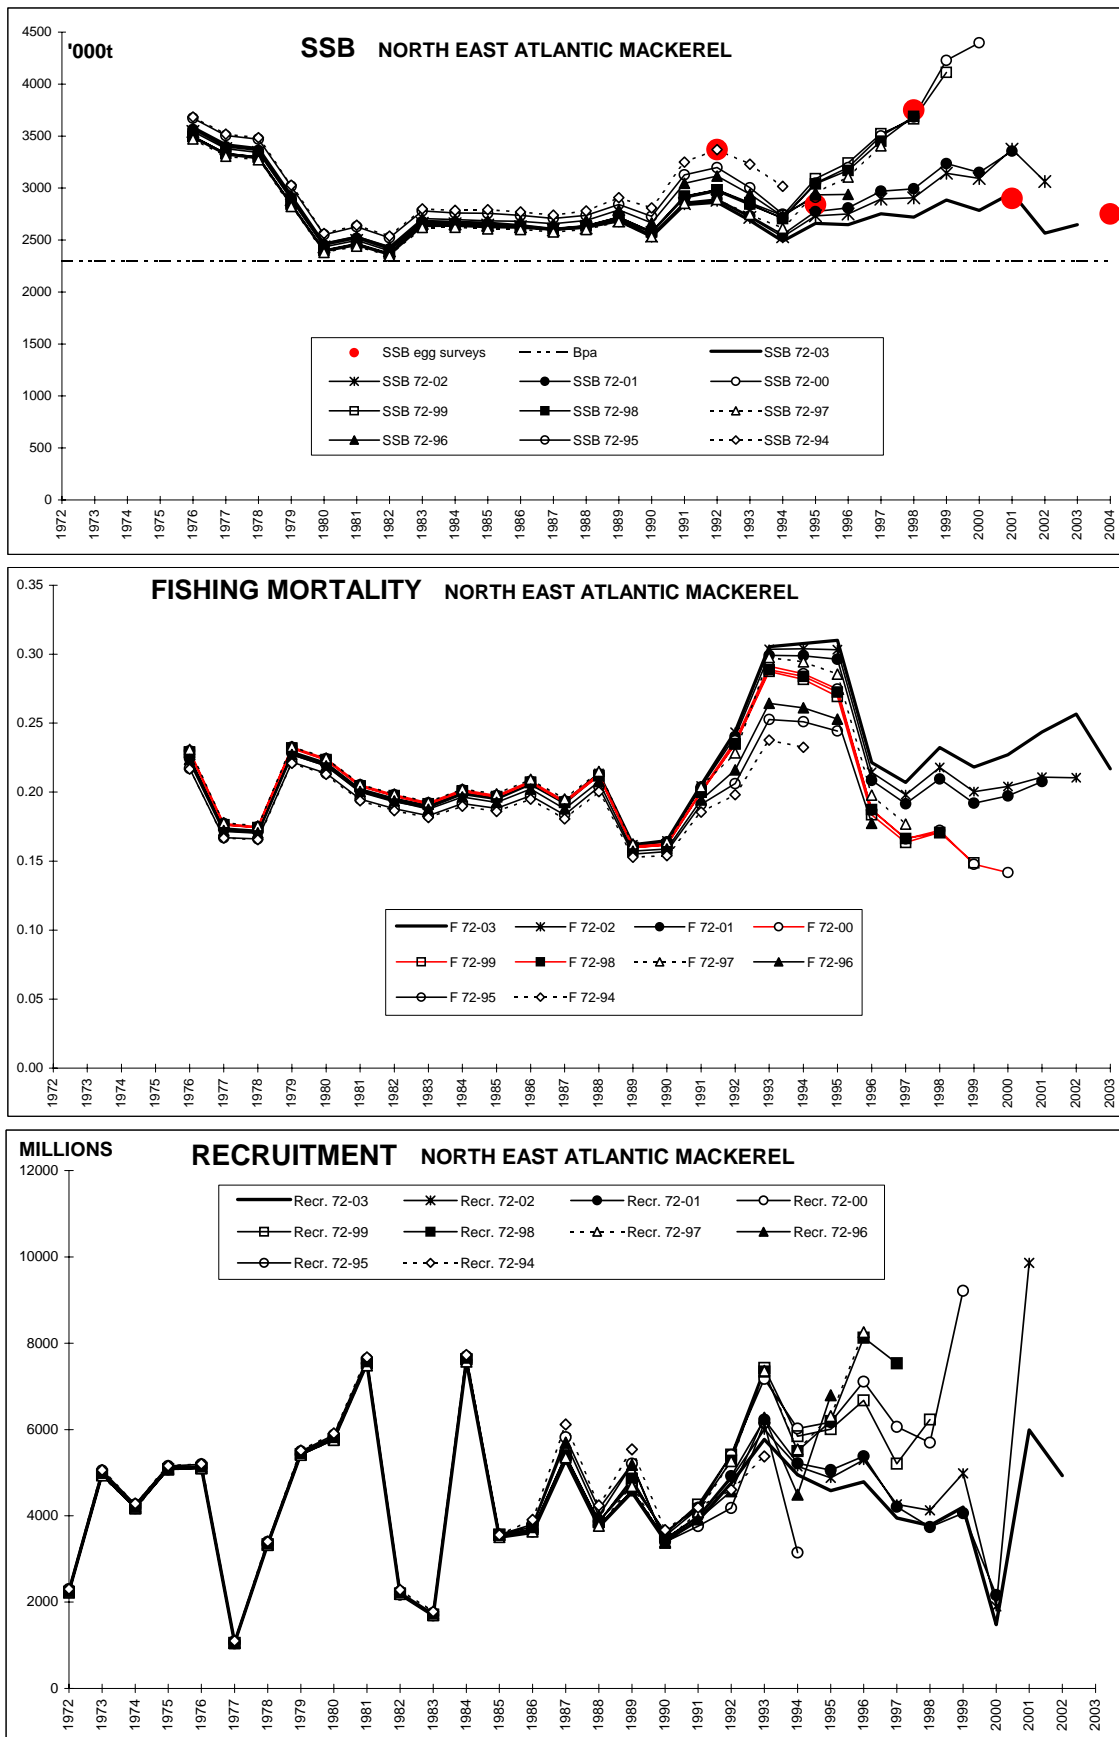 '000t SSB NORTH EAST ATLANTIC MACKEREL
4500
4000
3500
3000
2500
2000
1500
1000
500
0
SSB egg surveys Bpa SSB 72-03
SSB 72-02 SSB 72-01 SSB 72-00
SSB 72-99 SSB 72-98 SSB 72-97
SSB 72-96 SSB 72-95 SSB 72-94
1972 1973 1974 1975 1976 1977 1978 1979 1980 1981 1982 1983 1984 1985 1986 1987 1988 1989 1990 1991 1992 1993 1994 1995 1996 1997 1998 1999 2000 2001 2002 2003 2004
FISHING MORTALITY NORTH EAST ATLANTIC MACKEREL
0.35
0.30
0.25
0.20
0.15
0.10
0.05
0.00
F 72-03 F 72-02 F 72-01 F 72-00
F 72-99 F 72-98 F 72-97 F 72-96
F 72-95 F 72-94
1972 1973 1974 1975 1976 1977 1978 1979 1980 1981 1982 1983 1984 1985 1986 1987 1988 1989 1990 1991 1992 1993 1994 1995 1996 1997 1998 1999 2000 2001 2002 2003
MILLIONS RECRUITMENT NORTH EAST ATLANTIC MACKEREL
12000
10000
8000
6000
4000
2000
0
Recr. 72-03 Recr. 72-02 Recr. 72-01 Recr. 72-00
Recr. 72-99 Recr. 72-98 Recr. 72-97 Recr. 72-96
Recr. 72-95 Recr. 72-94
1972 1973 1974 1975 1976 1977 1978 1979 1980 1981 1982 1983 1984 1985 1986 1987 1988 1989 1990 1991 1992 1993 1994 1995 1996 1997 1998 1999 2000 2001 2002 2003